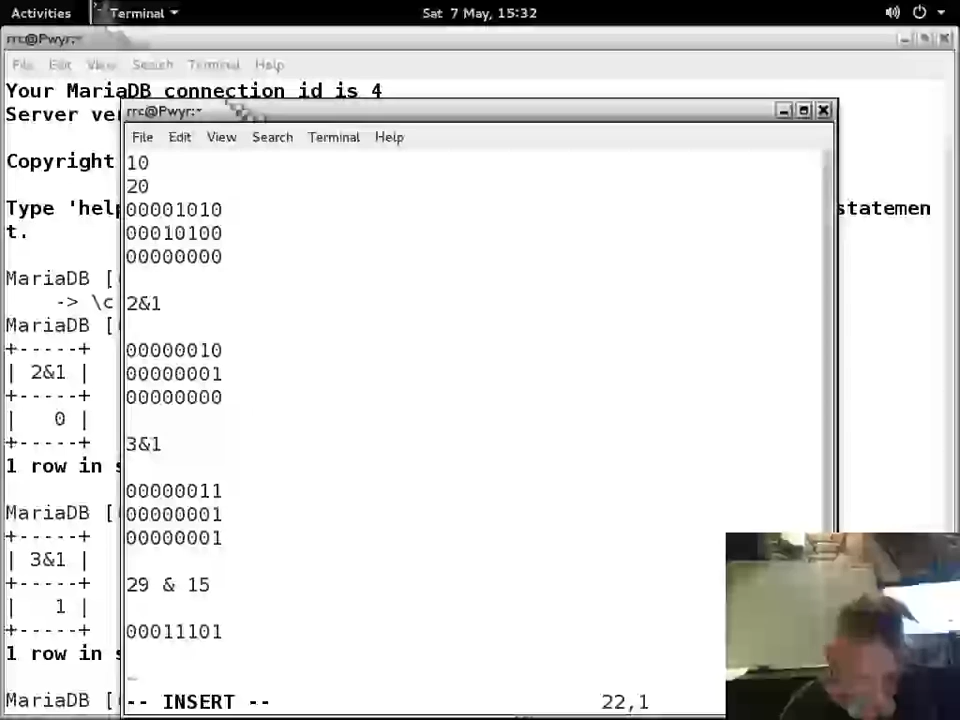 Activities Terminal Sat 7 May, 15:32
rrc@Pwyr:~
File Edit View Search Terminal Help
Your MariaDB connection id is 4
Server ve
Copyright
Type 'help statemen
t.
MariaDB [
-> \c
MariaDB [
+-----+
| 2&1 |
+-----+
| 0 |
+-----+
1 row in s
MariaDB [
+-----+
| 3&1 |
+-----+
| 1 |
+-----+
1 row in s
MariaDB [
rrc@Pwyr:~
File Edit View Search Terminal Help
10
20
00001010
00010100
00000000
2&1
00000010
00000001
00000000
3&1
00000011
00000001
00000001
29 & 15
00011101
-- INSERT -- 22,1